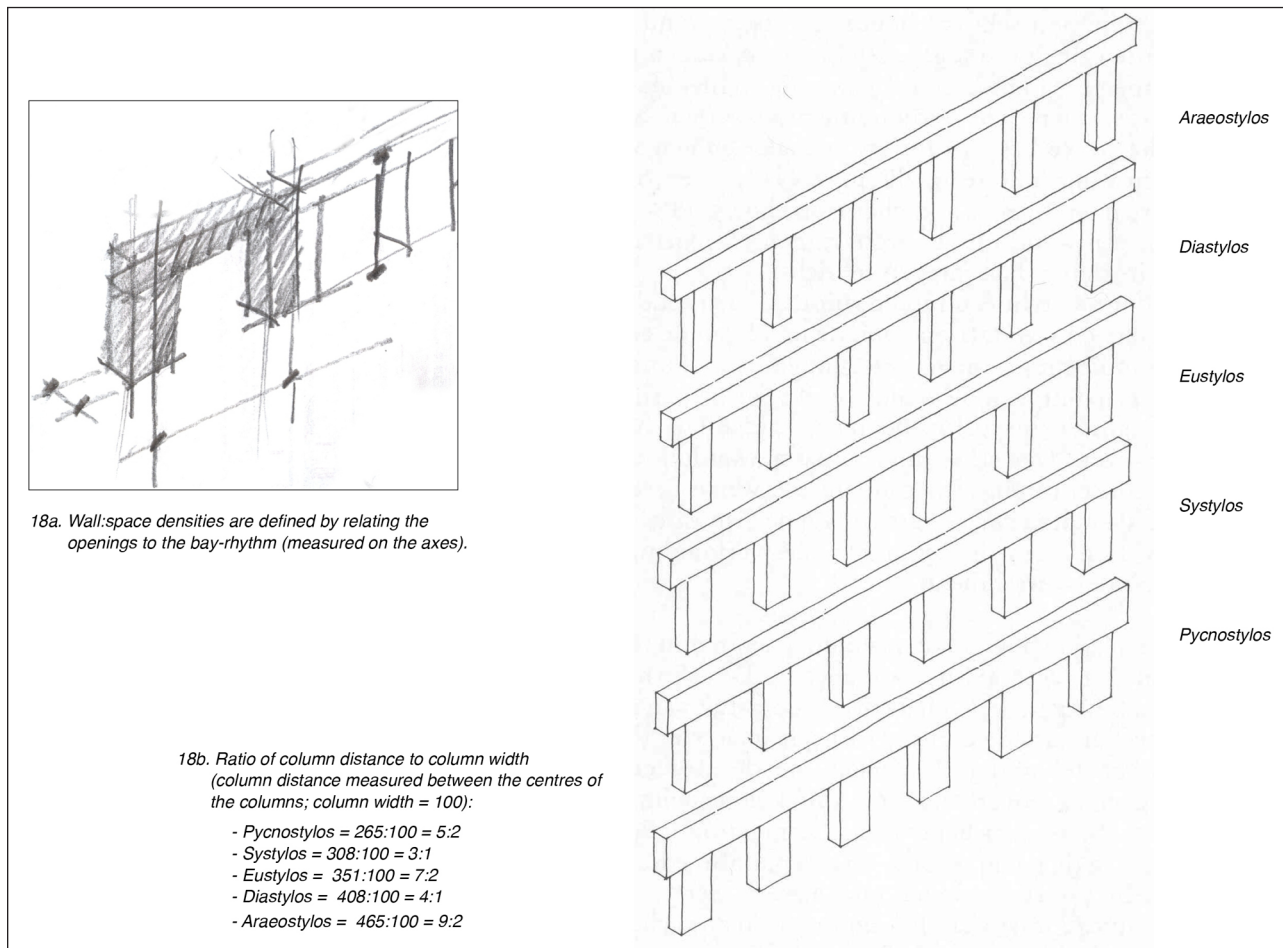 Araeostylos
Diastylos
Eustylos
Systylos
Pycnostylos
18a. Wall:space densities are defined by relating the
openings to the bay-rhythm (measured on the axes).
18b. Ratio of column distance to column width
(column distance measured between the centres of
the columns; column width = 100):
- Pycnostylos = 265:100 = 5:2
- Systylos = 308:100 = 3:1
- Eustylos = 351:100 = 7:2
- Diastylos = 408:100 = 4:1
- Araeostylos = 465:100 = 9:2